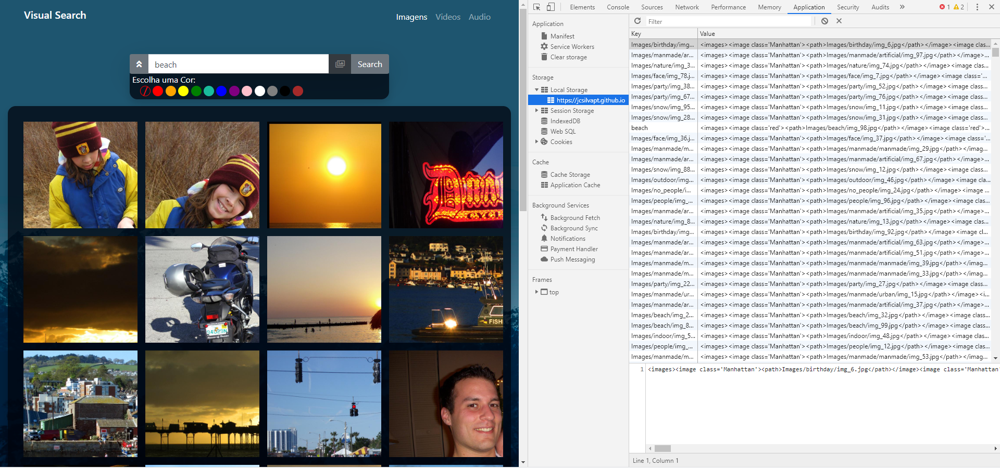 Visual Search
Imagens Videos Audio
beach
Search
Escolha uma Cor:
CYCL
FISH
94029N
Elements Console Sources Network Performance Memory Application Security Audits » 1 2
Application
Manifest
Service Workers
Clear storage
Storage
Local Storage
https://jcsilvapt.github.io
Session Storage
IndexedDB
Web SQL
Cookies
Cache
Cache Storage
Application Cache
Background Services
Background Fetch
Background Sync
Notifications
Payment Handler
Push Messaging
Frames
top
Filter
Key Value
Images/birthday/img... <images><image class='Manhattan'><path>Images/birthday/img_6.jpg</path></image><image clas...
Images/manmade/ar... <images><image class='Manhattan'><path>Images/manmade/artificial/img_97.jpg</path></image>...
Images/nature/img_3... <images><image class='Manhattan'><path>Images/nature/img_74.jpg</path></image><image clas...
Images/face/img_78.j... <images><image class='Manhattan'><path>Images/face/img_7.jpg</path></image><image class='...
Images/party/img_38... <images><image class='Manhattan'><path>Images/party/img_52.jpg</path></image><image class...
Images/party/img_67... <images><image class='Manhattan'><path>Images/party/img_76.jpg</path></image><image class...
Images/snow/img_95... <images><image class='Manhattan'><path>Images/snow/img_11.jpg</path></image><image class...
Images/snow/img_28... <images><image class='Manhattan'><path>Images/snow/img_31.jpg</path></image><image class...
beach <images><image class='red'><path>Images/beach/img_98.jpg</path></image><image class='red'>...
Images/face/img_36.j... <images><image class='Manhattan'><path>Images/face/img_37.jpg</path></image><image class='...
Images/manmade/m... <images><image class='Manhattan'><path>Images/manmade/manmade/img_29.jpg</path></imag...
Images/manmade/ar... <images><image class='Manhattan'><path>Images/manmade/artificial/img_67.jpg</path></image>...
Images/snow/img_88... <images><image class='Manhattan'><path>Images/snow/img_12.jpg</path></image><image class...
Images/outdoor/img... <images><image class='Manhattan'><path>Images/outdoor/img_46.jpg</path></image><image clas...
Images/no_people/i... <images><image class='Manhattan'><path>Images/no_people/img_24.jpg</path></image><image ...
Images/people/img_... <images><image class='Manhattan'><path>Images/people/img_96.jpg</path></image><image clas...
Images/manmade/ar... <images><image class='Manhattan'><path>Images/manmade/artificial/img_35.jpg</path></image>...
Images/nature/img_8... <images><image class='Manhattan'><path>Images/nature/img_13.jpg</path></image><image clas...
Images/birthday/img... <images><image class='Manhattan'><path>Images/birthday/img_92.jpg</path></image><image cl...
Images/manmade/ar... <images><image class='Manhattan'><path>Images/manmade/artificial/img_63.jpg</path></image>...
Images/manmade/ar... <images><image class='Manhattan'><path>Images/manmade/artificial/img_51.jpg</path></image>...
Images/manmade/m... <images><image class='Manhattan'><path>Images/manmade/manmade/img_39.jpg</path></imag...
Images/manmade/m... <images><image class='Manhattan'><path>Images/manmade/manmade/img_33.jpg</path></imag...
Images/party/img_22... <images><image class='Manhattan'><path>Images/party/img_27.jpg</path></image><image class...
Images/manmade/ur... <images><image class='Manhattan'><path>Images/manmade/urban/img_15.jpg</path></image><i...
Images/manmade/ar... <images><image class='Manhattan'><path>Images/manmade/artificial/img_37.jpg</path></image>...
Images/beach/img_2... <images><image class='Manhattan'><path>Images/beach/img_32.jpg</path></image><image class...
Images/beach/img_8... <images><image class='Manhattan'><path>Images/beach/img_99.jpg</path></image><image class...
Images/indoor/img_5... <images><image class='Manhattan'><path>Images/indoor/img_48.jpg</path></image><image clas...
Images/people/img_... <images><image class='Manhattan'><path>Images/people/img_12.jpg</path></image><image clas...
Images/manmade/m... <images><image class='Manhattan'><path>Images/manmade/manmade/img_53.jpg</path></imag...
1 <images><image class='Manhattan'><path>Images/birthday/img_6.jpg</path></image><image class='Manhattan'
Line 1, Column 1